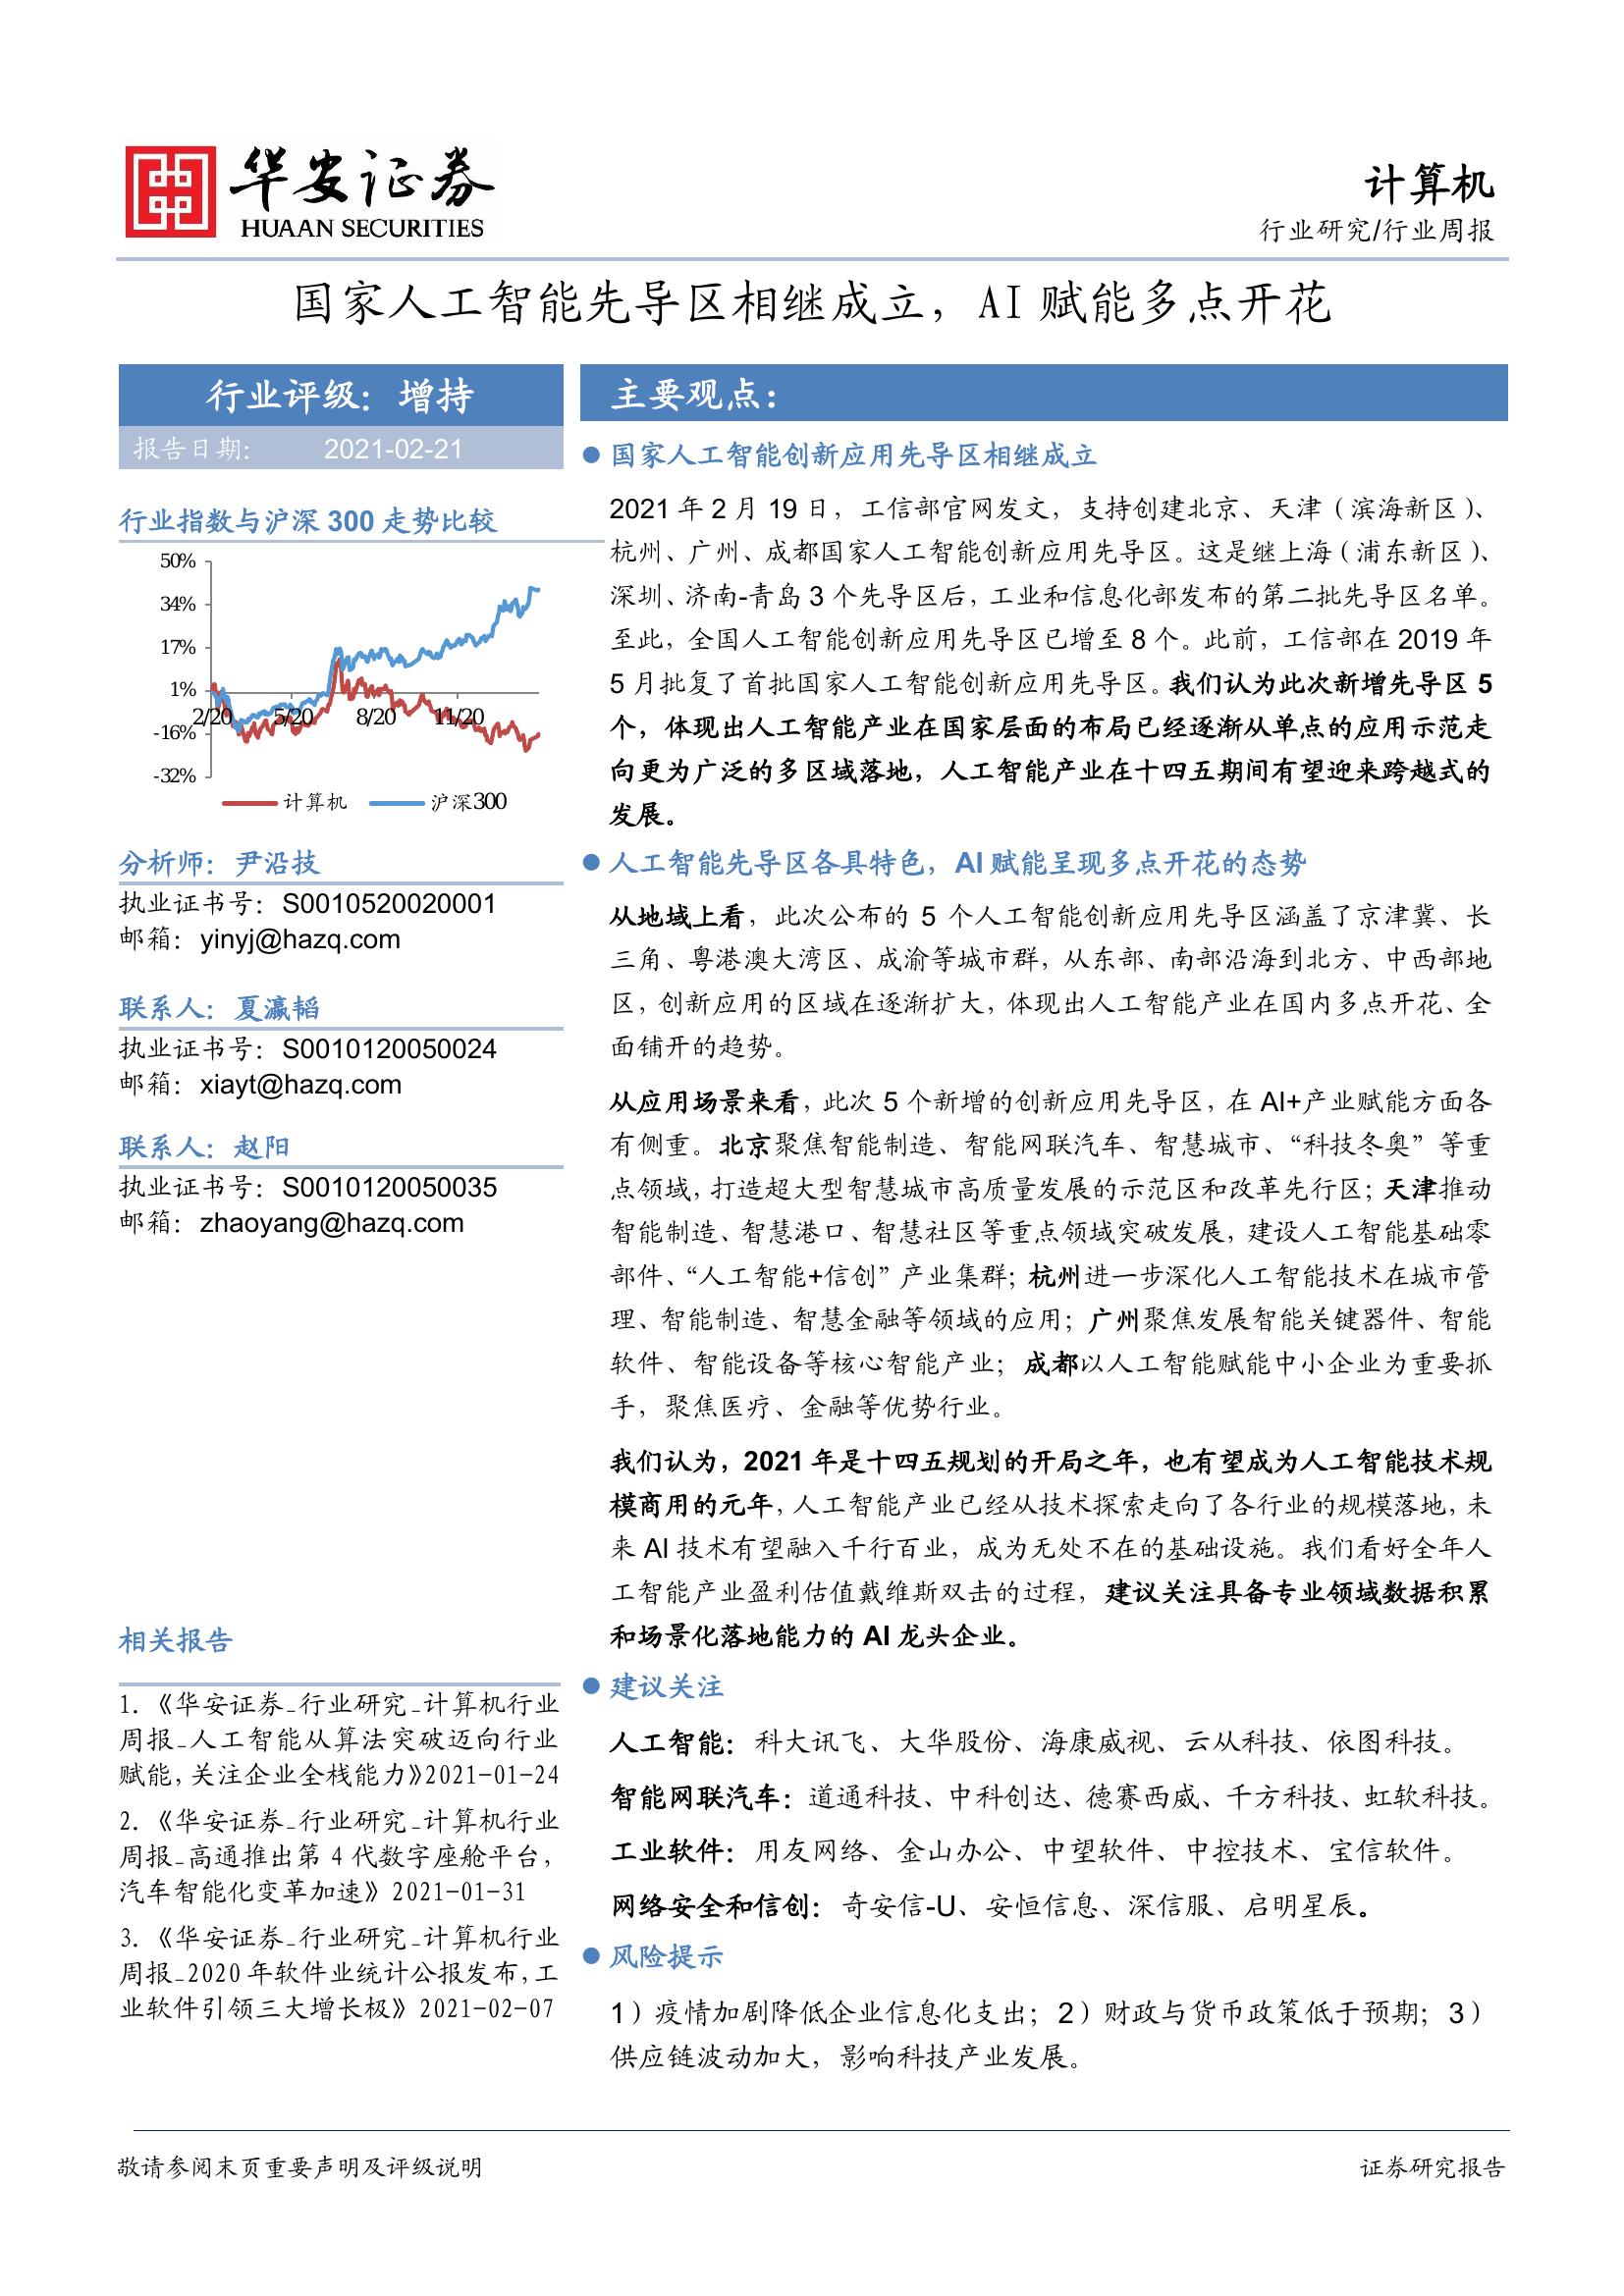 华安证券
HUAAN SECURITIES
计算机
行业研究/行业周报
国家人工智能先导区相继成立，AI 赋能多点开花
行业评级：增持
报告日期： 2021-02-21
行业指数与沪深 300 走势比较
50%
34%
17%
1%
-16%
-32%
2/20 5/20 8/20 11/20
计算机 沪深300
分析师：尹沿技
执业证书号：S0010520020001
邮箱：yinyj@hazq.com
联系人：夏瀛韬
执业证书号：S0010120050024
邮箱：xiayt@hazq.com
联系人：赵阳
执业证书号：S0010120050035
邮箱：zhaoyang@hazq.com
相关报告
1.《华安证券_行业研究_计算机行业
周报_人工智能从算法突破迈向行业
赋能，关注企业全栈能力》2021-01-24
2.《华安证券_行业研究_计算机行业
周报_高通推出第 4 代数字座舱平台，
汽车智能化变革加速》2021-01-31
3.《华安证券_行业研究_计算机行业
周报_2020 年软件业统计公报发布，工
业软件引领三大增长极》2021-02-07
主要观点：
● 国家人工智能创新应用先导区相继成立
2021 年 2 月 19 日，工信部官网发文，支持创建北京、天津（滨海新区）、
杭州、广州、成都国家人工智能创新应用先导区。这是继上海（浦东新区）、
深圳、济南-青岛 3 个先导区后，工业和信息化部发布的第二批先导区名单。
至此，全国人工智能创新应用先导区已增至 8 个。此前，工信部在 2019 年
5 月批复了首批国家人工智能创新应用先导区。我们认为此次新增先导区 5
个，体现出人工智能产业在国家层面的布局已经逐渐从单点的应用示范走
向更为广泛的多区域落地，人工智能产业在十四五期间有望迎来跨越式的
发展。
● 人工智能先导区各具特色，AI 赋能呈现多点开花的态势
从地域上看，此次公布的 5 个人工智能创新应用先导区涵盖了京津冀、长
三角、粤港澳大湾区、成渝等城市群，从东部、南部沿海到北方、中西部地
区，创新应用的区域在逐渐扩大，体现出人工智能产业在国内多点开花、全
面铺开的趋势。
从应用场景来看，此次 5 个新增的创新应用先导区，在 AI+产业赋能方面各
有侧重。北京聚焦智能制造、智能网联汽车、智慧城市、“科技冬奥”等重
点领域，打造超大型智慧城市高质量发展的示范区和改革先行区；天津推动
智能制造、智慧港口、智慧社区等重点领域突破发展，建设人工智能基础零
部件、“人工智能+信创”产业集群；杭州进一步深化人工智能技术在城市管
理、智能制造、智慧金融等领域的应用；广州聚焦发展智能关键器件、智能
软件、智能设备等核心智能产业；成都以人工智能赋能中小企业为重要抓
手，聚焦医疗、金融等优势行业。
我们认为，2021 年是十四五规划的开局之年，也有望成为人工智能技术规
模商用的元年，人工智能产业已经从技术探索走向了各行业的规模落地，未
来 AI 技术有望融入千行百业，成为无处不在的基础设施。我们看好全年人
工智能产业盈利估值戴维斯双击的过程，建议关注具备专业领域数据积累
和场景化落地能力的 AI 龙头企业。
● 建议关注
人工智能：科大讯飞、大华股份、海康威视、云从科技、依图科技。
智能网联汽车：道通科技、中科创达、德赛西威、千方科技、虹软科技。
工业软件：用友网络、金山办公、中望软件、中控技术、宝信软件。
网络安全和信创：奇安信-U、安恒信息、深信服、启明星辰。
● 风险提示
1）疫情加剧降低企业信息化支出；2）财政与货币政策低于预期；3）
供应链波动加大，影响科技产业发展。
敬请参阅末页重要声明及评级说明
证券研究报告